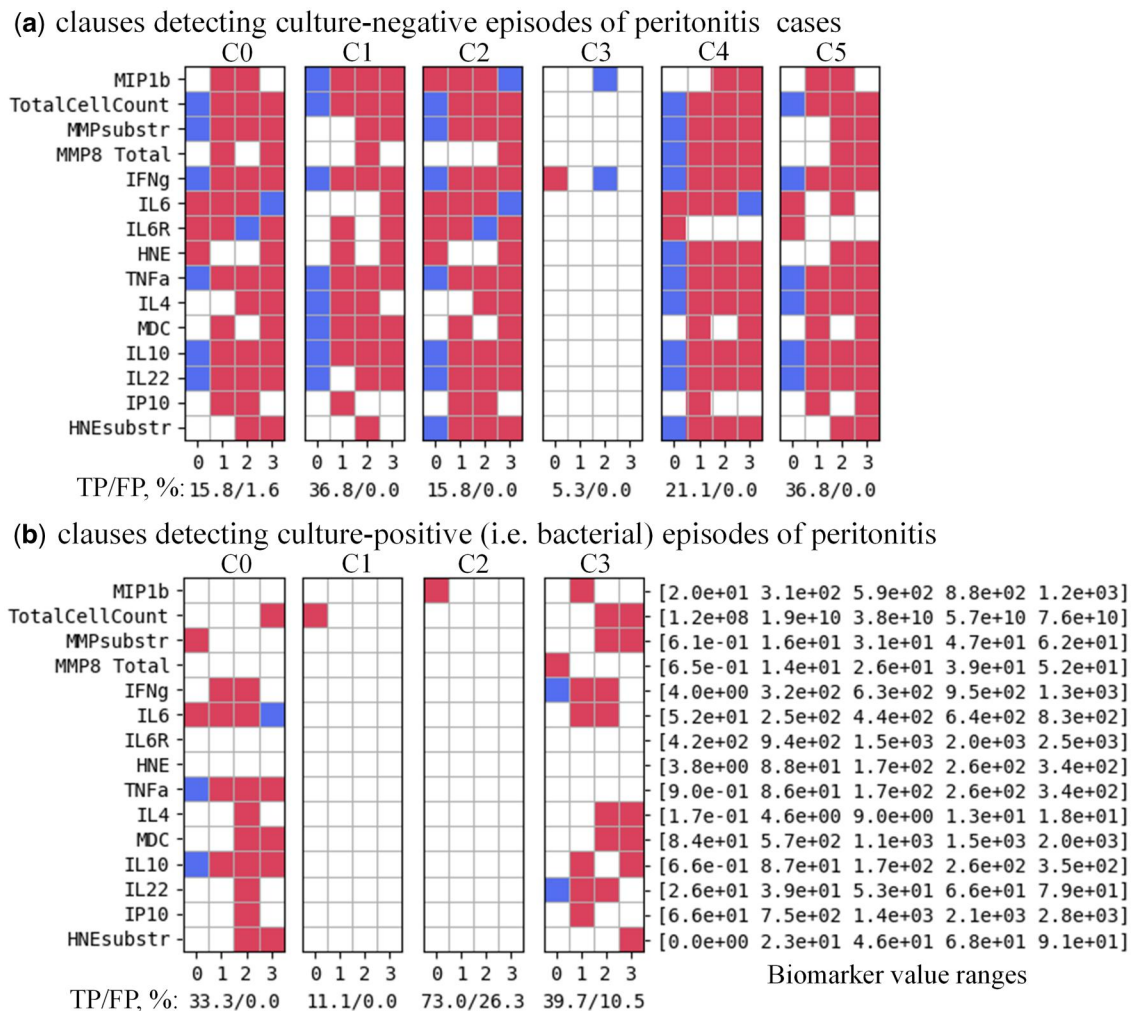 (a) clauses detecting culture-negative episodes of peritonitis cases
C0 C1 C2 C3 C4 C5
MIP1b
TotalCellCount
MMPsubstr
MMP8 Total
IFNg
IL6
IL6R
HNE
TNFa
IL4
MDC
IL10
IL22
IP10
HNEsubstr
0 1 2 3 0 1 2 3 0 1 2 3 0 1 2 3 0 1 2 3 0 1 2 3
TP/FP, %: 15.8/1.6 36.8/0.0 15.8/0.0 5.3/0.0 21.1/0.0 36.8/0.0
(b) clauses detecting culture-positive (i.e. bacterial) episodes of peritonitis
C0 C1 C2 C3
MIP1b [2.0e+01 3.1e+02 5.9e+02 8.8e+02 1.2e+03]
TotalCellCount [1.2e+08 1.9e+10 3.8e+10 5.7e+10 7.6e+10]
MMPsubstr [6.1e-01 1.6e+01 3.1e+01 4.7e+01 6.2e+01]
MMP8 Total [6.5e-01 1.4e+01 2.6e+01 3.9e+01 5.2e+01]
IFNg [4.0e+00 3.2e+02 6.3e+02 9.5e+02 1.3e+03]
IL6 [5.2e+01 2.5e+02 4.4e+02 6.4e+02 8.3e+02]
IL6R [4.2e+02 9.4e+02 1.5e+03 2.0e+03 2.5e+03]
HNE [3.8e+00 8.8e+01 1.7e+02 2.6e+02 3.4e+02]
TNFa [9.0e-01 8.6e+01 1.7e+02 2.6e+02 3.4e+02]
IL4 [1.7e-01 4.6e+00 9.0e+00 1.3e+01 1.8e+01]
MDC [8.4e+01 5.7e+02 1.1e+03 1.5e+03 2.0e+03]
IL10 [6.6e-01 8.7e+01 1.7e+02 2.6e+02 3.5e+02]
IL22 [2.6e+01 3.9e+01 5.3e+01 6.6e+01 7.9e+01]
IP10 [6.6e+01 7.5e+02 1.4e+03 2.1e+03 2.8e+03]
HNEsubstr [0.0e+00 2.3e+01 4.6e+01 6.8e+01 9.1e+01]
0 1 2 3 0 1 2 3 0 1 2 3 0 1 2 3 Biomarker value ranges
TP/FP, %: 33.3/0.0 11.1/0.0 73.0/26.3 39.7/10.5